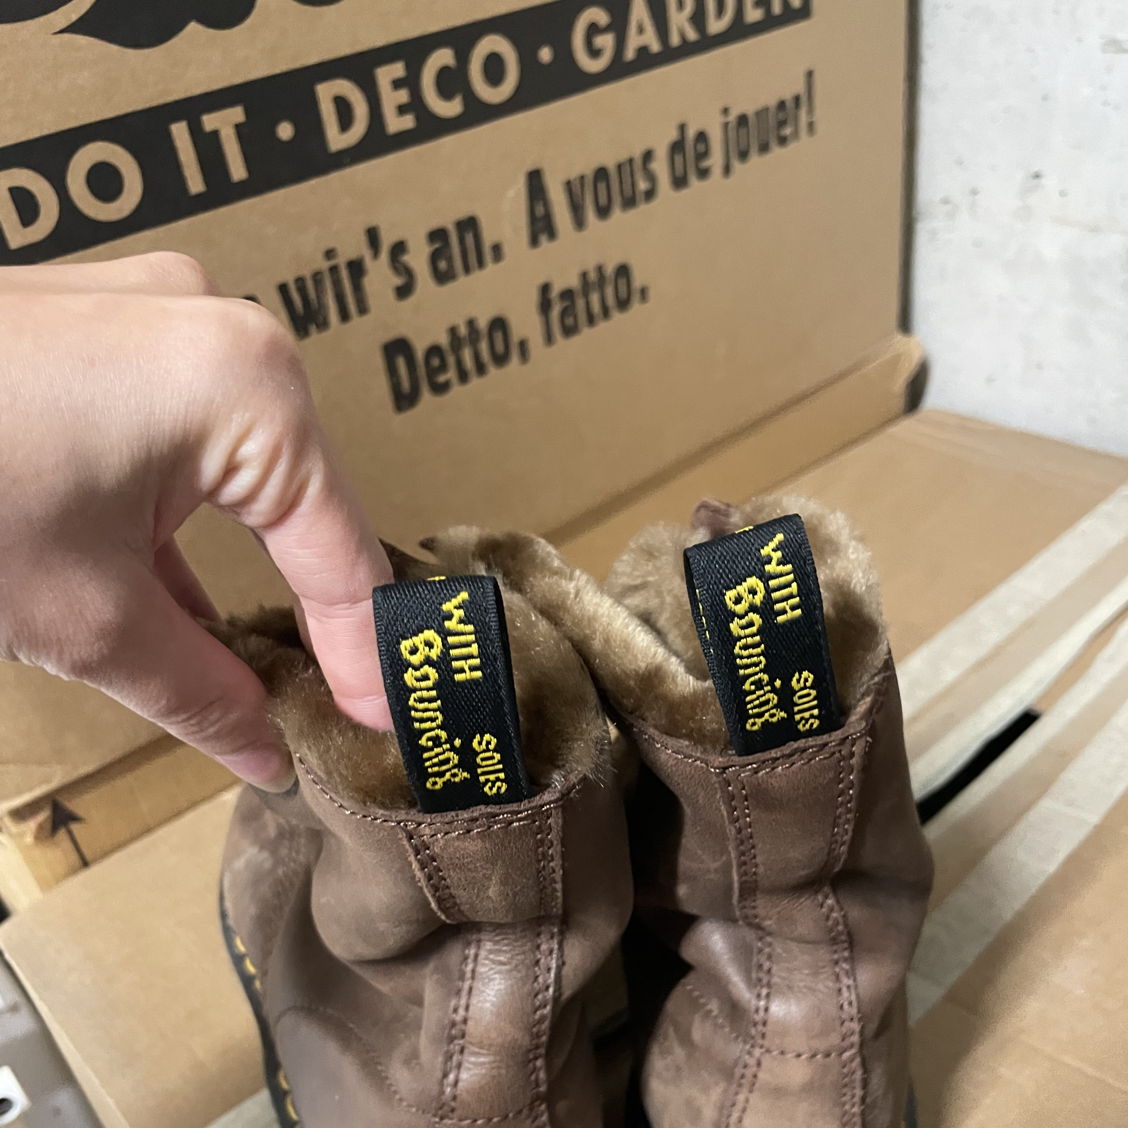 DO IT · DECO · GARDEN
wir's an. A vous de jouer!
Detto, fatto.
WITH
Bouncing
SOLES
WITH
Bouncing
SOLES